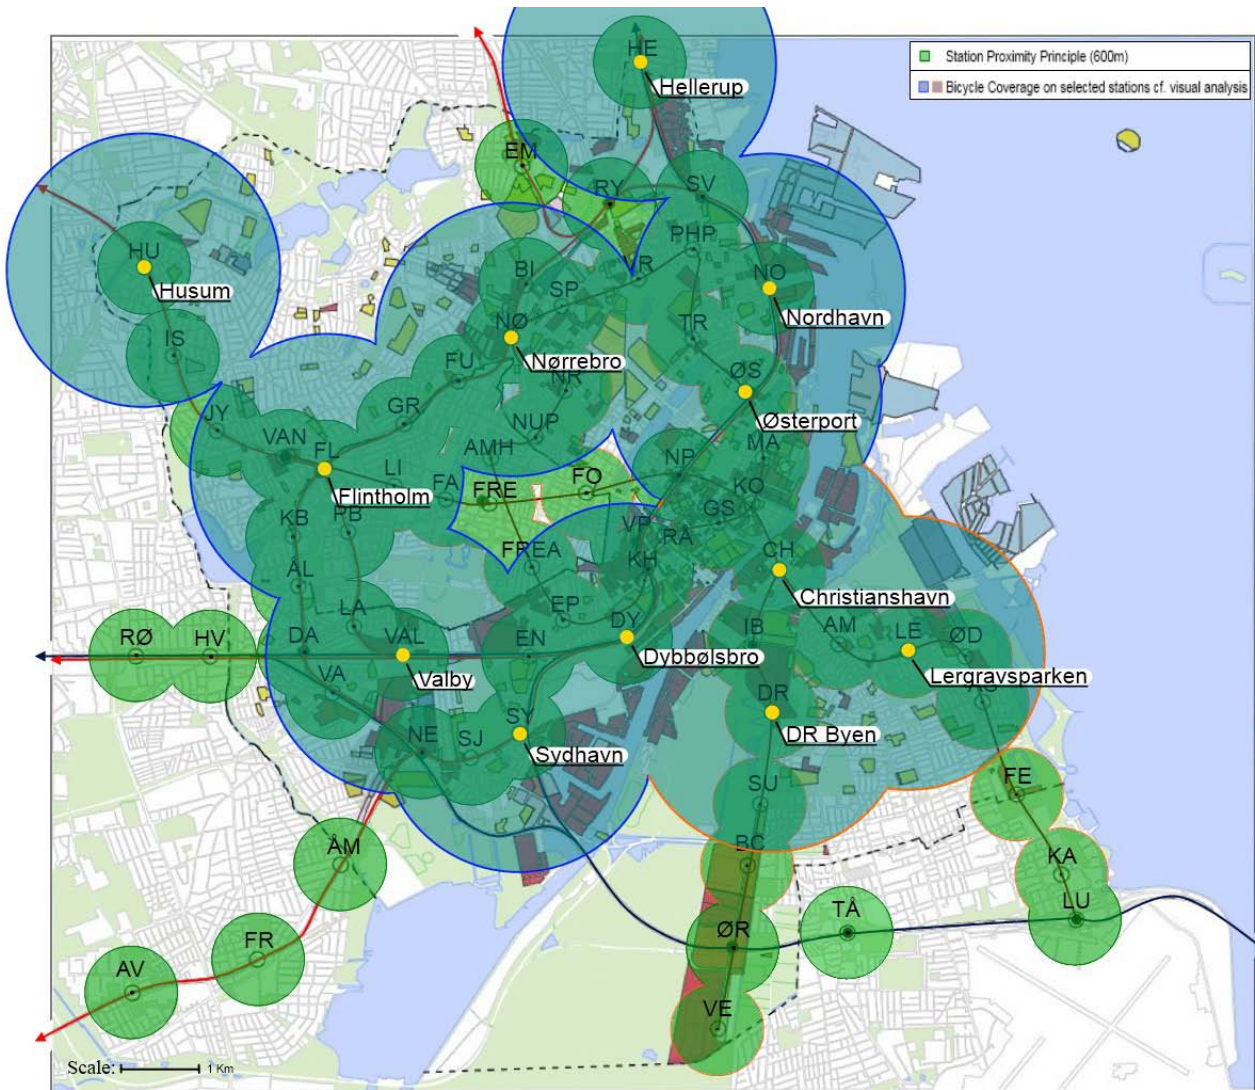 HE
Station Proximity Principle (600m)
Bicycle Coverage on selected stations cf. visual analysis
Hellerup
EM
RY
SV
PHP
HU
BI
VR
NO
SP
Husum
Nordhavn
NØ
TR
IS
Nørrebro
FU
ØS
NR
GR
Østerport
JY
NUP
VAN
FL
AMH
MA
LI
NP
FA
FRE
FO
KO
Flintholm
KB
PB
GS
VP
RÅ
FREA
KH
CH
ÅL
Christianshavn
LA
EP
DY
RØ
HV
DA
VAL
EN
IB
AM
LE
ØD
Dybbølsbro
Lergravsparken
Valby
VA
DR
SY
DR Byen
NE
SJ
Sydhavn
SU
FE
ÅM
BC
KA
TÅ
LU
FR
ØR
AV
VE
Scale:
1 Km